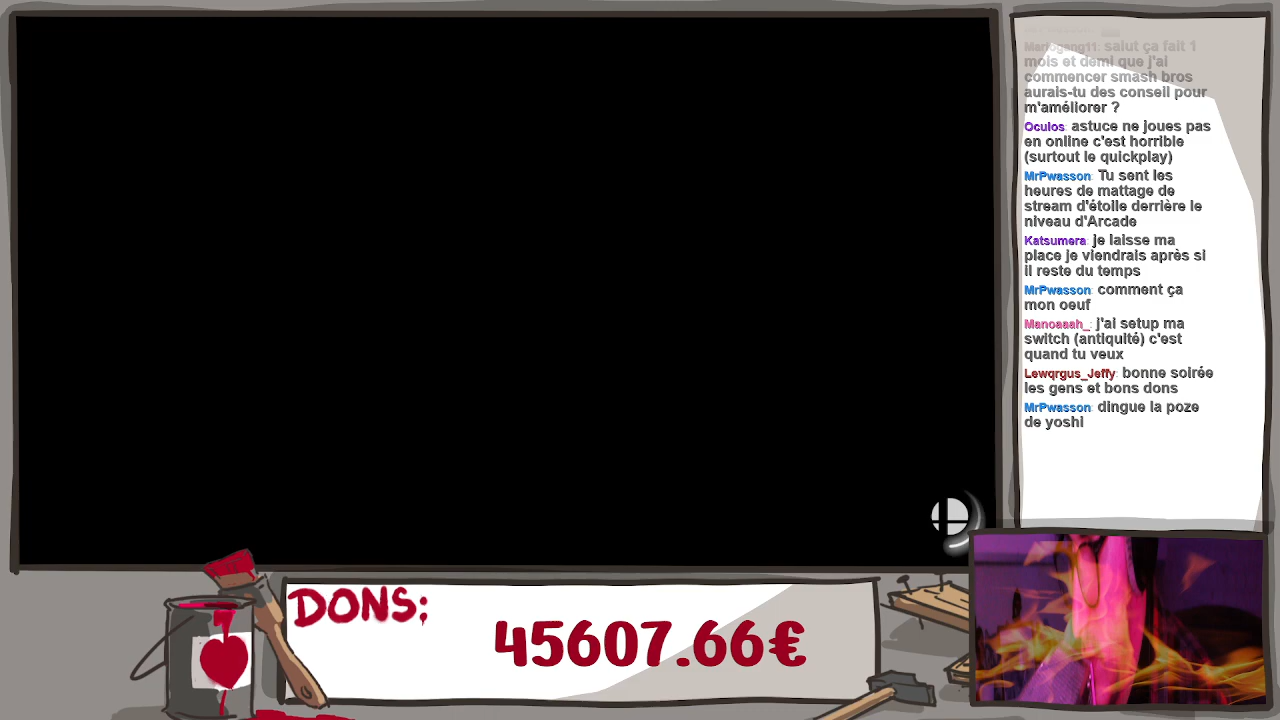 Mariogang11: salut ça fait 1
mois et demi que j'ai
commencer smash bros
aurais-tu des conseil pour
m'améliorer ?
Oculos: astuce ne joues pas
en online c'est horrible
(surtout le quickplay)
MrPwasson: Tu sent les
heures de mattage de
stream d'étoile derrière le
niveau d'Arcade
Katsumera: je laisse ma
place je viendrais après si
il reste du temps
MrPwasson: comment ça
mon oeuf
Manoaaah_: j'ai setup ma
switch (antiquité) c'est
quand tu veux
Lewqrgus_Jeffy: bonne soirée
les gens et bons dons
MrPwasson: dingue la poze
de yoshi
DONS:
45607.66€